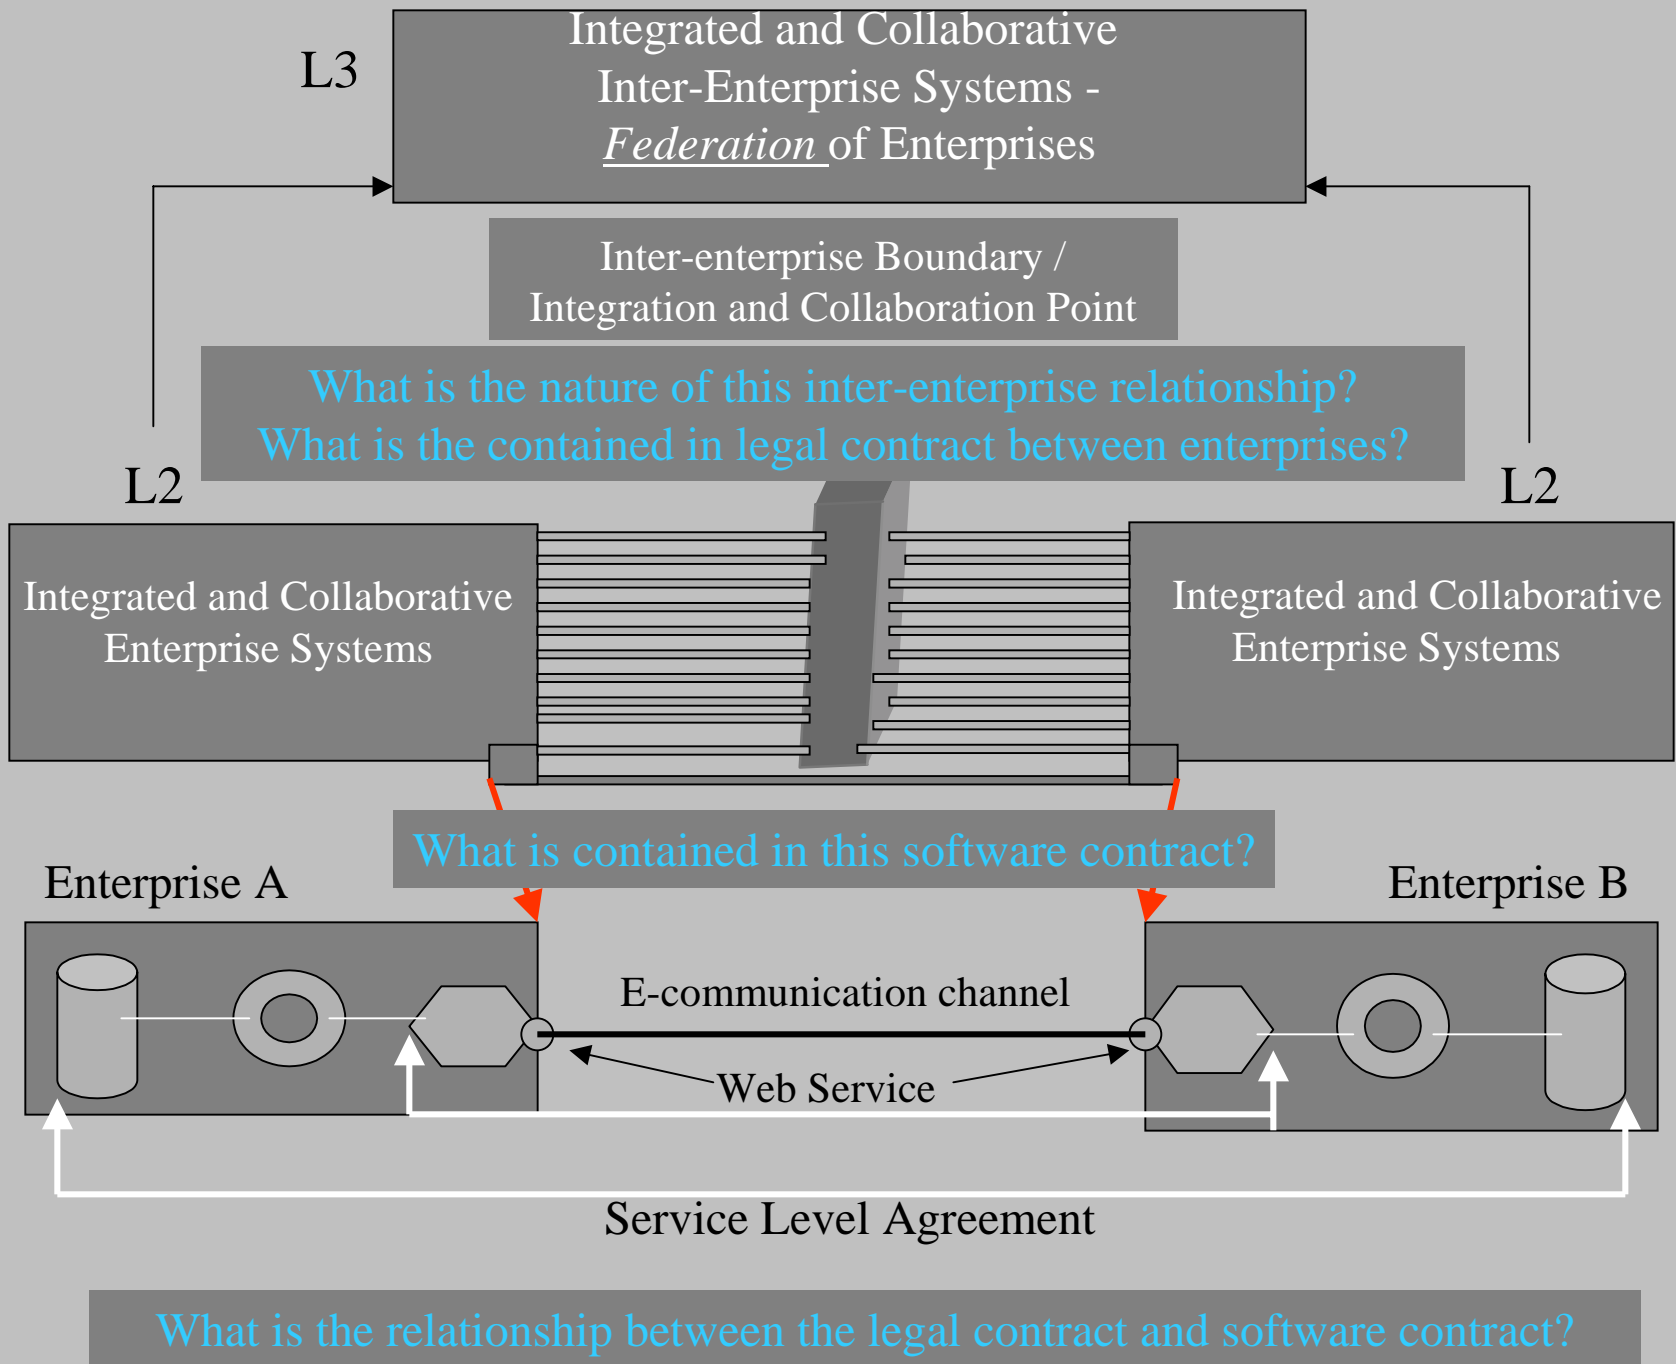 L3
Integrated and Collaborative
Inter-Enterprise Systems -
Federation of Enterprises
Inter-enterprise Boundary /
Integration and Collaboration Point
What is the nature of this inter-enterprise relationship?
What is the contained in legal contract between enterprises?
L2
L2
Integrated and Collaborative
Enterprise Systems
Integrated and Collaborative
Enterprise Systems
What is contained in this software contract?
Enterprise A
Enterprise B
E-communication channel
Web Service
Service Level Agreement
What is the relationship between the legal contract and software contract?